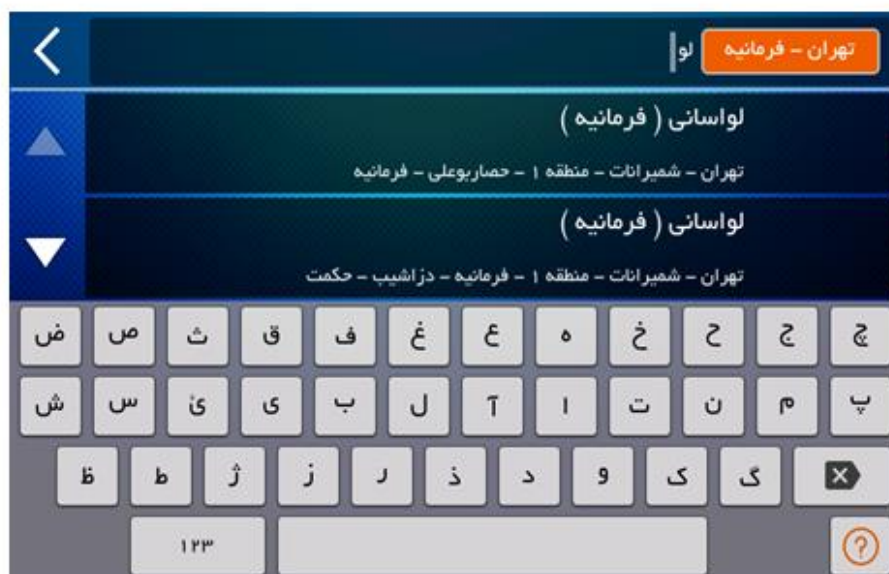 تهران - فرمانیه لو
لواسانی ( فرمانیه )
تهران - شمیرانات - منطقه ۱ - حصاربوعلی - فرمانیه
لواسانی ( فرمانیه )
تهران - شمیرانات - منطقه ۱ - فرمانیه - دزاشیب - حکمت
ض ص ث ق ف غ ع ه خ ح ج چ
ش س ئ ی ب ل آ ا ت ن م پ
ظ ط ژ ز ر ذ د و ک گ
۱۲۳
?